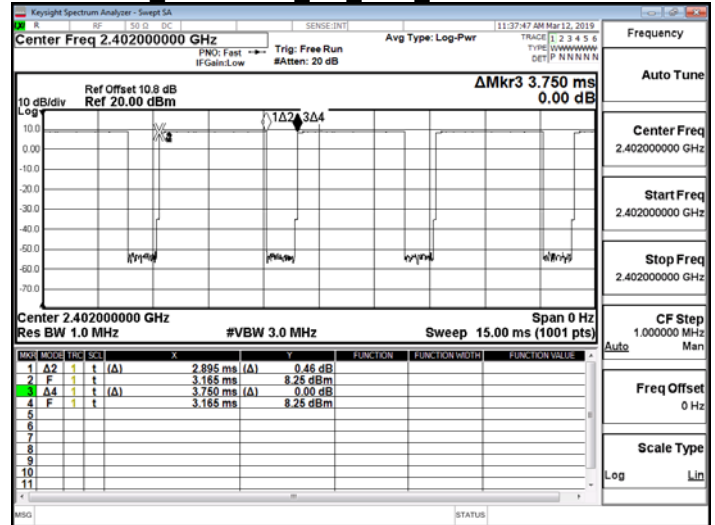 Keysight Spectrum Analyzer - Swept SA
LXI R RF 50 Ω DC SENSE:INT 11:37:47 AM Mar 12, 2019
Center Freq 2.402000000 GHz Avg Type: Log-Pwr TRACE 1 2 3 4 5 6
PNO: Fast Trig: Free Run TYPE WWWWWW
IFGain:Low #Atten: 20 dB DET P N N N N N
ΔMkr3 3.750 ms
0.00 dB
Ref Offset 10.8 dB
10 dB/div Ref 20.00 dBm
Log
1Δ2 3Δ4
10.0
0.00
-10.0
-20.0
-30.0
-40.0
-50.0
-60.0
-70.0
Center 2.402000000 GHz Span 0 Hz
Res BW 1.0 MHz #VBW 3.0 MHz Sweep 15.00 ms (1001 pts)
MKR MODE TRC SCL X Y FUNCTION FUNCTION WIDTH FUNCTION VALUE
1 Δ2 1 t (Δ) 2.895 ms (Δ) 0.46 dB
2 F 1 t 3.165 ms 8.25 dBm
3 Δ4 1 t (Δ) 3.750 ms (Δ) 0.00 dB
4 F 1 t 3.165 ms 8.25 dBm
5
6
7
8
9
10
11
MSG STATUS
Frequency
Auto Tune
Center Freq
2.402000000 GHz
Start Freq
2.402000000 GHz
Stop Freq
2.402000000 GHz
CF Step
1.000000 MHz
Auto Man
Freq Offset
0 Hz
Scale Type
Log Lin